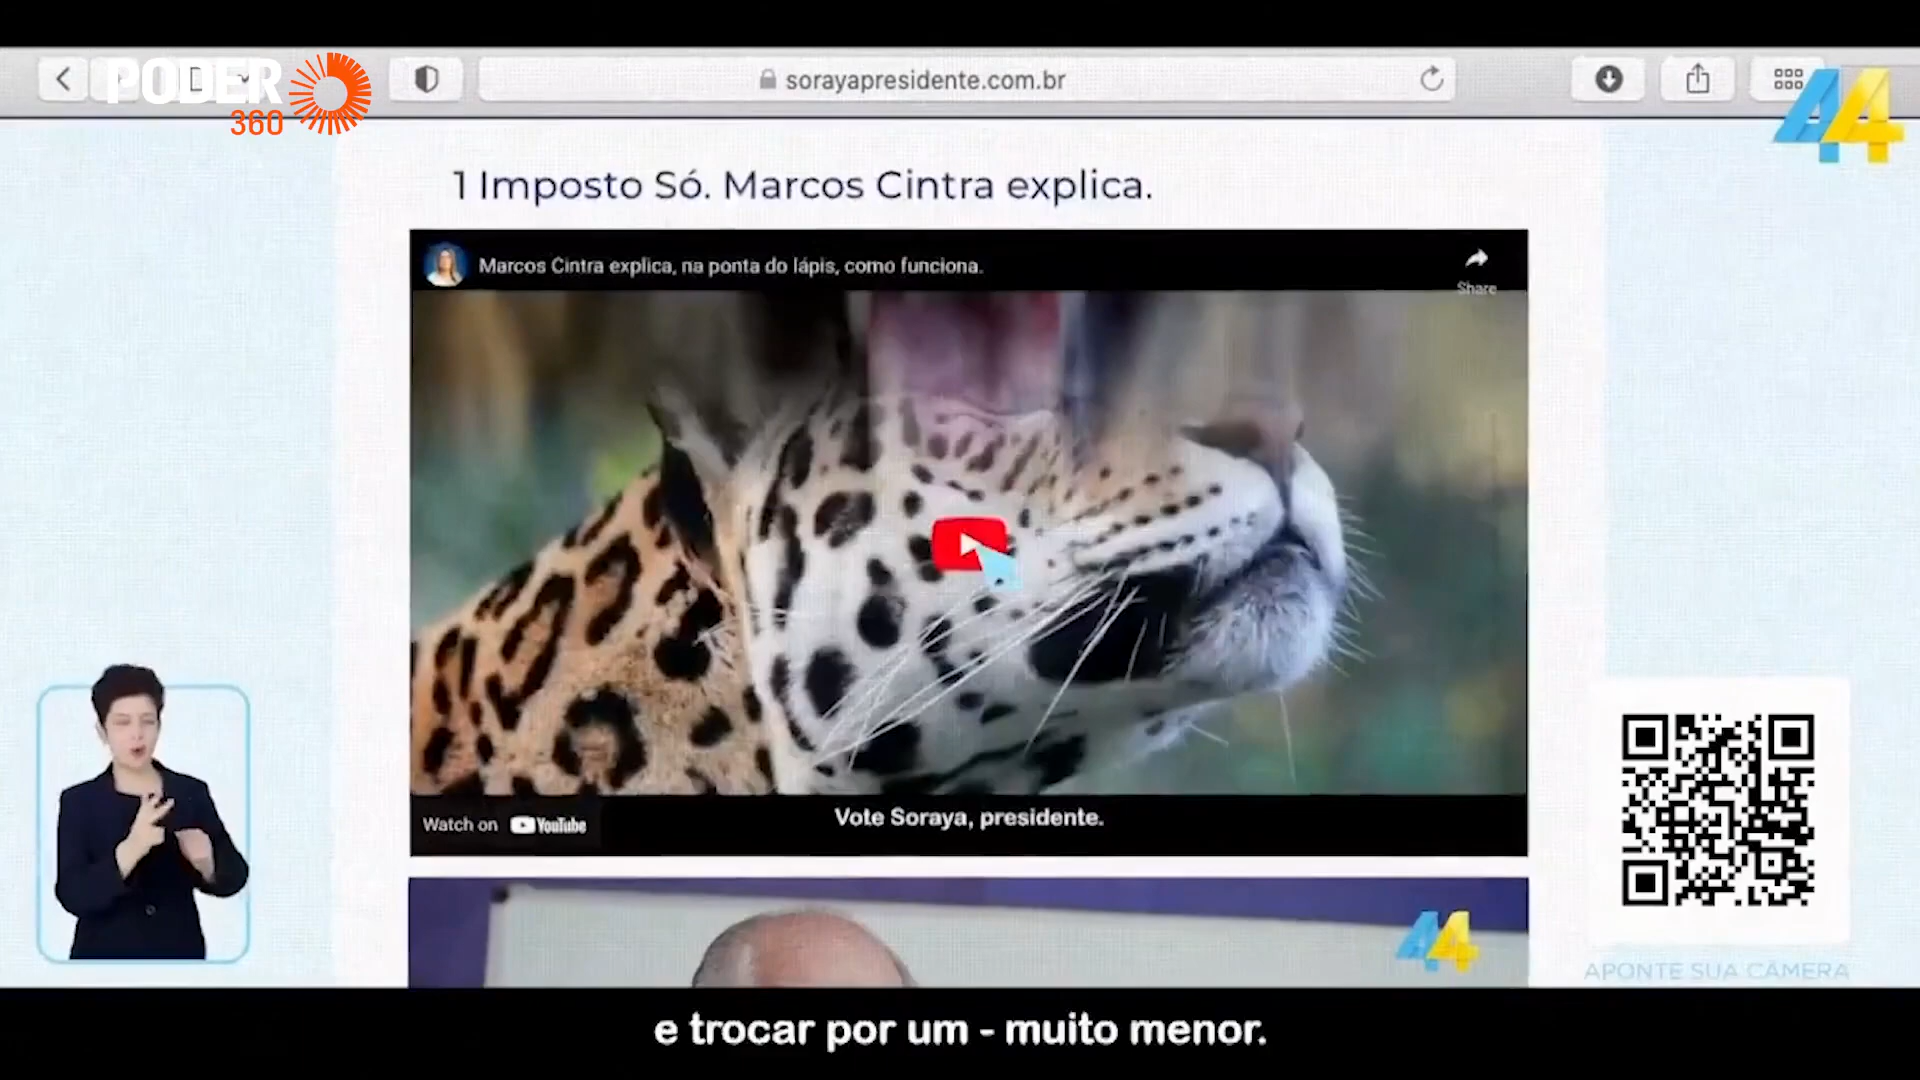 PODER
360
sorayapresidente.com.br
44
1 Imposto Só. Marcos Cintra explica.
Marcos Cintra explica, na ponta do lápis, como funciona.
Share
Watch on YouTube
Vote Soraya, presidente.
44
APONTE SUA CÂMERA
e trocar por um - muito menor.